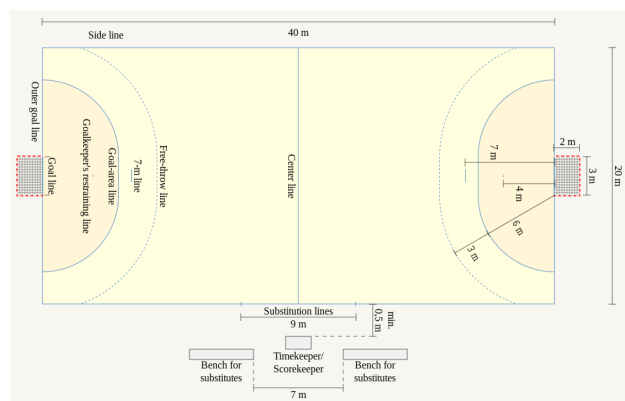 40 m
Side line
Outer goal line
Goal line
Goalkeeper's restraining line
Goal-area line
7-m line
Free-throw line
Center line
7 m
4 m
6 m
3 m
2 m
3 m
20 m
Substitution lines
9 m
min.
0,5 m
Timekeeper/
Scorekeeper
Bench for
substitutes
Bench for
substitutes
7 m